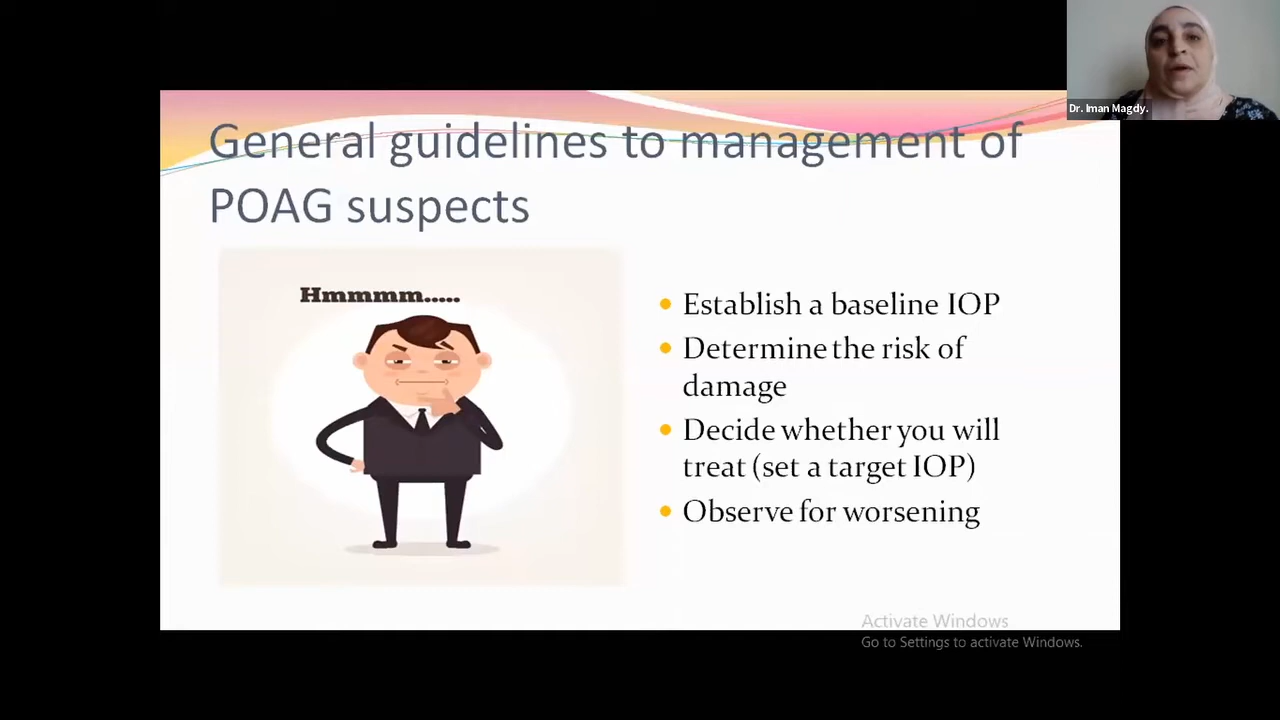 Dr. Iman Magdy.
General guidelines to management of
POAG suspects
Hmmmm.....
Establish a baseline IOP
Determine the risk of
damage
Decide whether you will
treat (set a target IOP)
Observe for worsening
Activate Windows
Go to Settings to activate Windows.